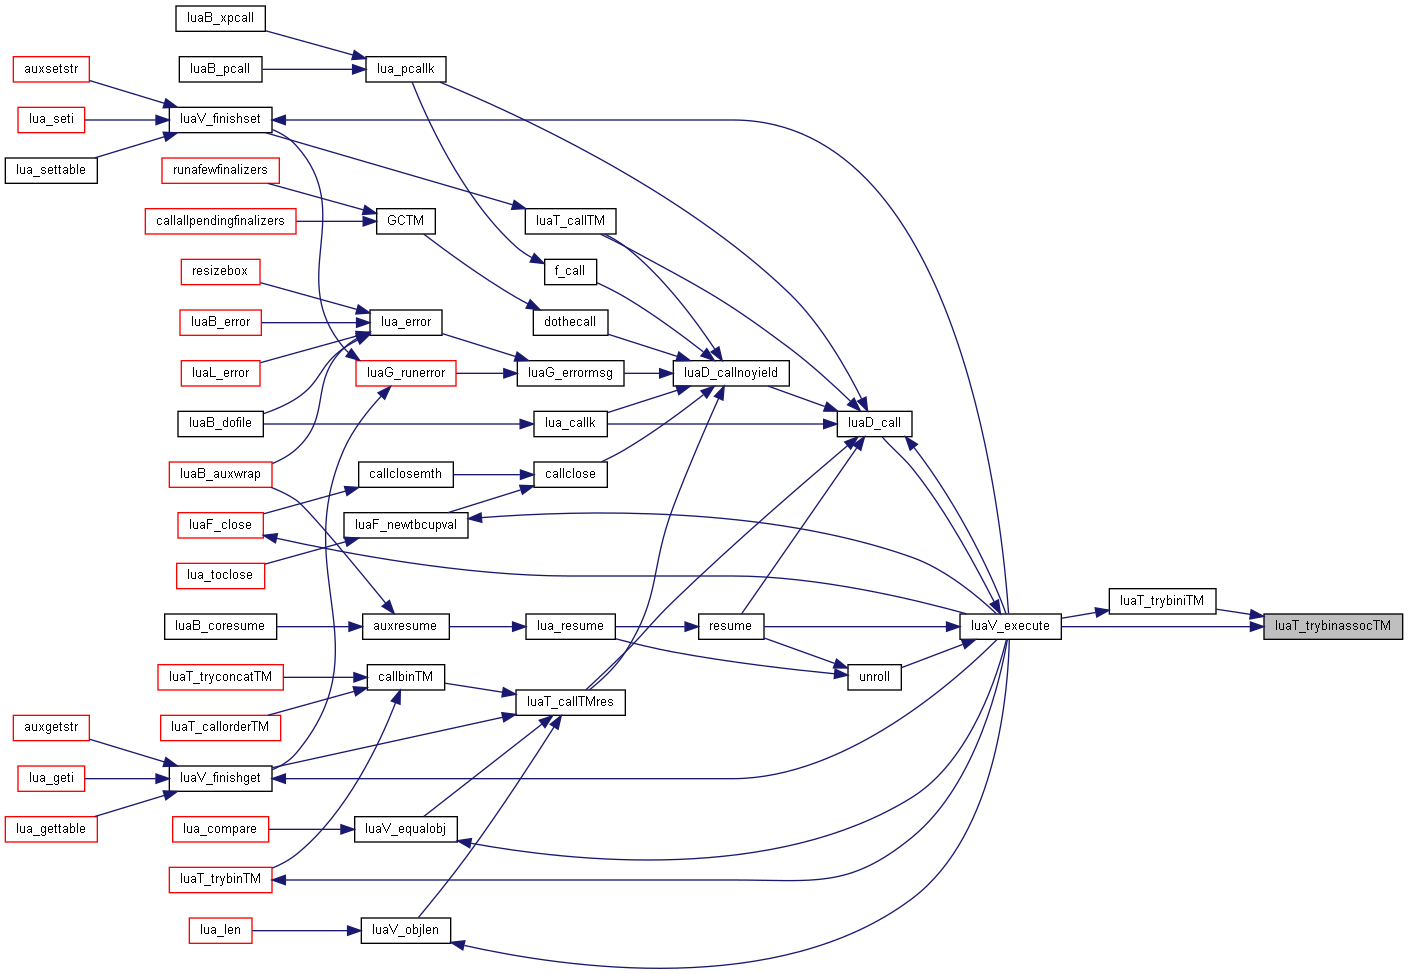 luaB_xpcall
auxsetstr
luaB_pcall
lua_pcallk
lua_seti
luaV_finishset
lua_settable
runafewfinalizers
callallpendingfinalizers
GCTM
luaT_callTM
resizebox
f_call
luaB_error
lua_error
dothecall
luaL_error
luaG_runerror
luaG_errormsg
luaD_callnoyield
luaB_dofile
lua_callk
luaD_call
luaB_auxwrap
callclosemth
callclose
luaF_close
luaF_newtbcupval
lua_toclose
luaT_trybiniTM
luaB_coresume
auxresume
lua_resume
resume
luaV_execute
luaT_trybinassocTM
luaT_tryconcatTM
callbinTM
unroll
luaT_callorderTM
luaT_callTMres
auxgetstr
lua_geti
luaV_finishget
lua_gettable
lua_compare
luaV_equalobj
luaT_trybinTM
lua_len
luaV_objlen